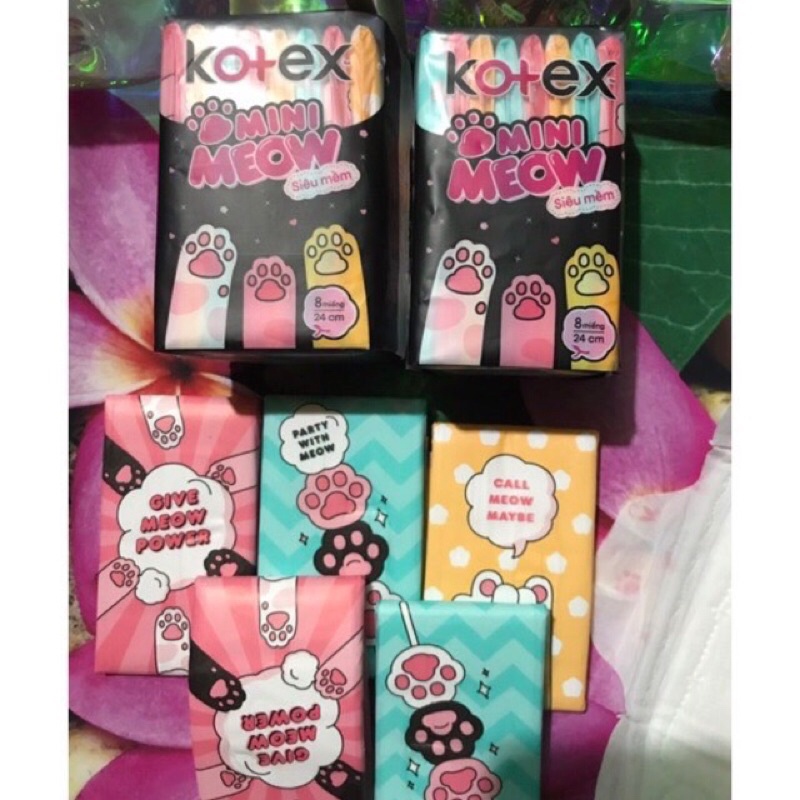 kotex
MINI
MEOW
Siêu mềm
8 miếng
24 cm
kotex
MINI
MEOW
Siêu mềm
8 miếng
24 cm
GIVE
MEOW
POWER
PARTY
WITH
MEOW
CALL
MEOW
MAYBE
GIVE
MEOW
POWER